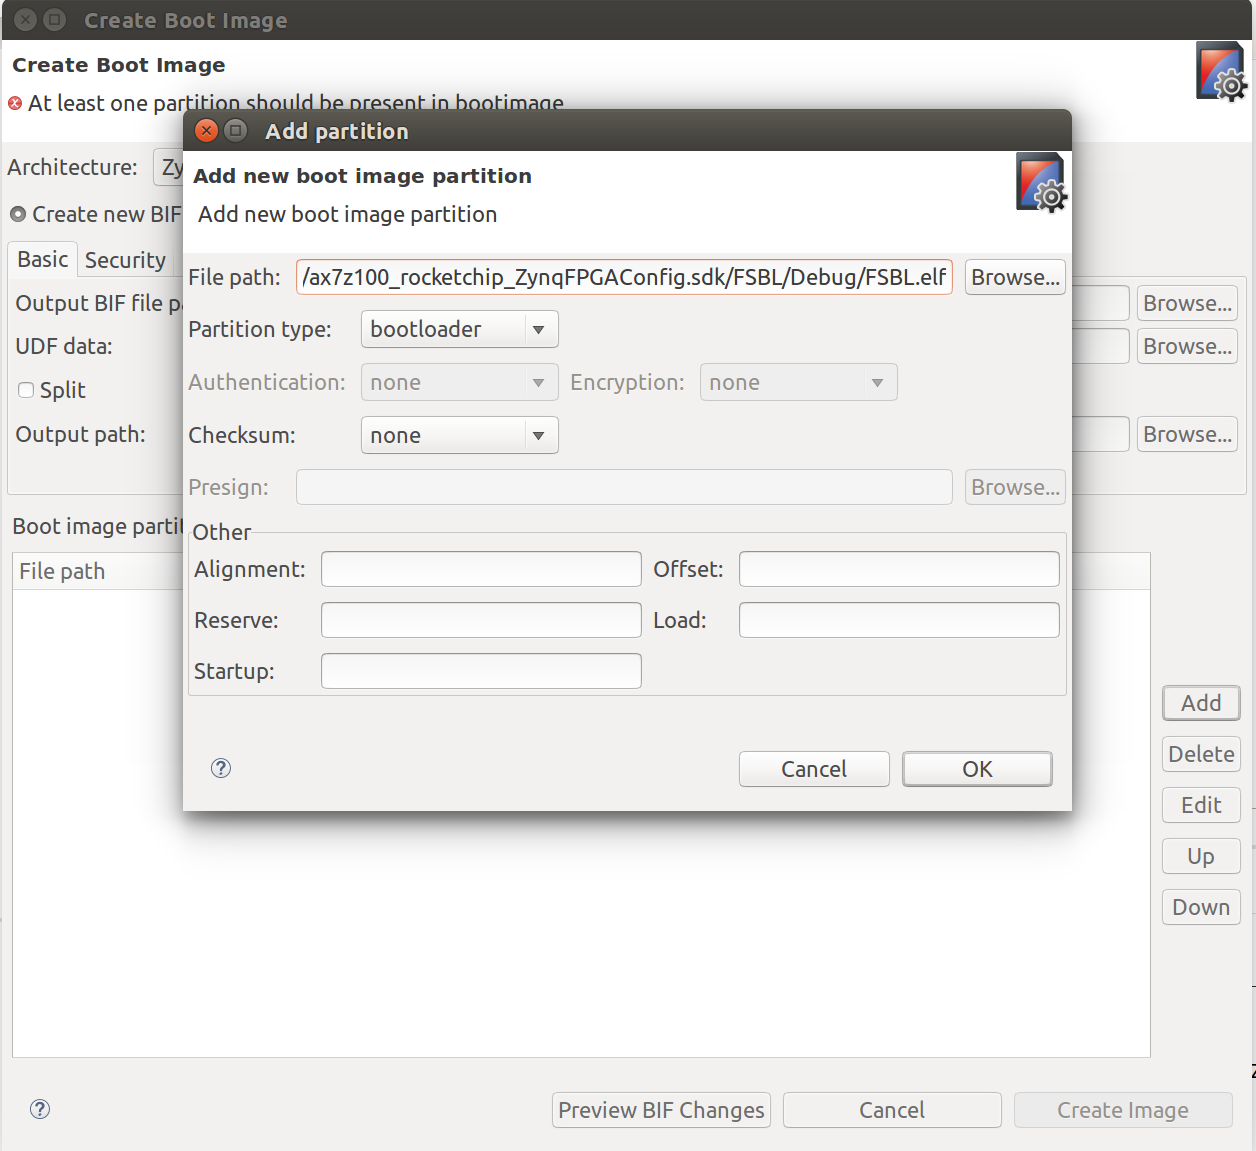 Create Boot Image
Create Boot Image
At least one partition should be present in bootimage
Add partition
Add new boot image partition
Add new boot image partition
Architecture: Zy
Create new BIF
Basic Security
Output BIF file pa
Browse...
UDF data:
Browse...
Split
Output path:
Browse...
Boot image partit
File path
File path: /ax7z100_rocketchip_ZynqFPGAConfig.sdk/FSBL/Debug/FSBL.elf Browse...
Partition type: bootloader
Authentication: none Encryption: none
Checksum: none
Presign: Browse...
Other
Alignment: Offset:
Reserve: Load:
Startup:
Cancel OK
Add
Delete
Edit
Up
Down
Preview BIF Changes Cancel Create Image